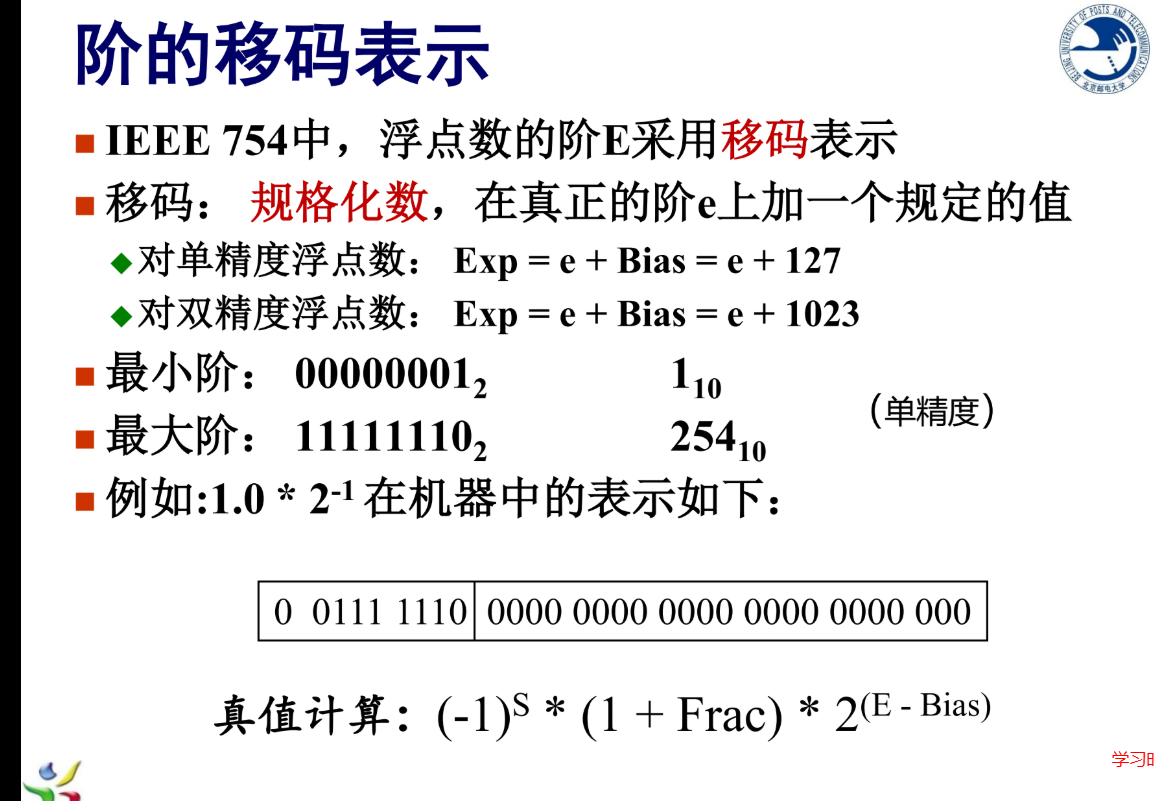 阶的移码表示
IEEE 754中，浮点数的阶E采用移码表示
移码： 规格化数，在真正的阶e上加一个规定的值
对单精度浮点数： Exp = e + Bias = e + 127
对双精度浮点数： Exp = e + Bias = e + 1023
最小阶： 00000001₂ 1₁₀
（单精度）
最大阶： 11111110₂ 254₁₀
例如:1.0 * 2⁻¹ 在机器中的表示如下：
0 0111 1110 0000 0000 0000 0000 0000 000
真值计算：(-1)^S * (1 + Frac) * 2^(E - Bias)
学习
BEIJING UNIVERSITY OF POSTS AND TELECOMMUNICATIONS
北京邮电大学